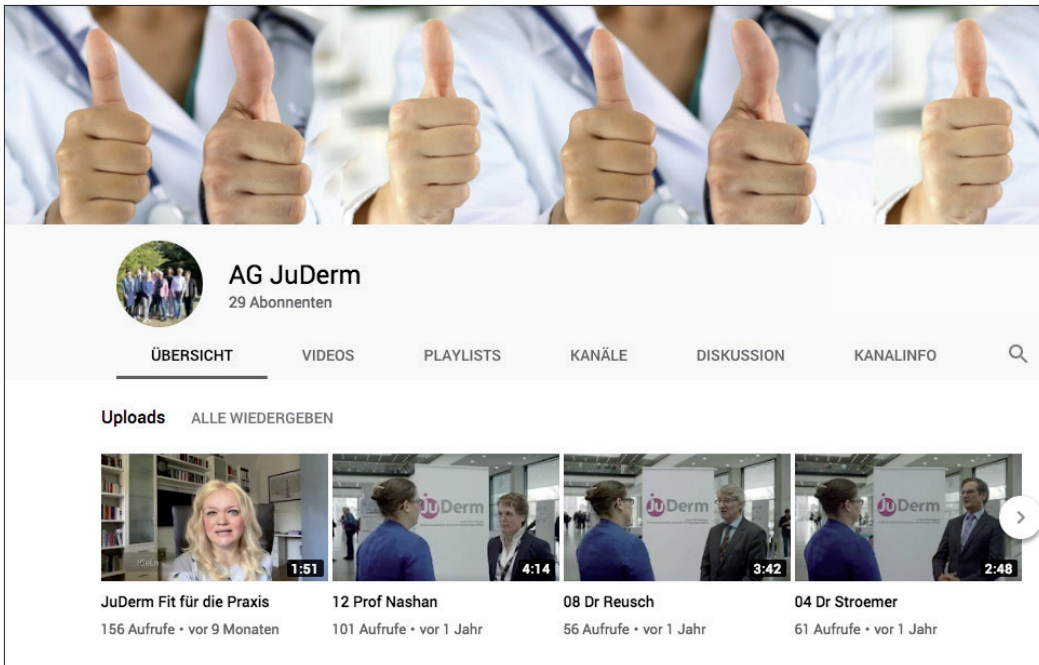 AG JuDerm
29 Abonnenten
ÜBERSICHT VIDEOS PLAYLISTS KANÄLE DISKUSSION KANALINFO
Uploads ALLE WIEDERGEBEN
JuDerm JuDerm JuDerm
1:51 4:14 3:42 2:48
JuDerm Fit für die Praxis 12 Prof Nashan 08 Dr Reusch 04 Dr Stroemer
156 Aufrufe • vor 9 Monaten 101 Aufrufe • vor 1 Jahr 56 Aufrufe • vor 1 Jahr 61 Aufrufe • vor 1 Jahr